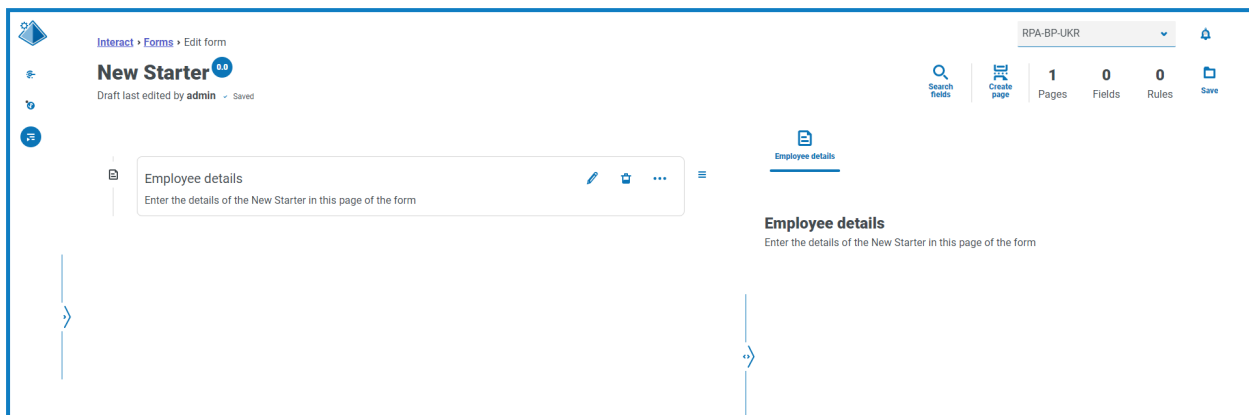 RPA-BP-UKR
Interact › Forms › Edit form
New Starter 0.0
Draft last edited by admin ✓ Saved
Search fields
Create page
1 Pages
0 Fields
0 Rules
Save
Employee details
Enter the details of the New Starter in this page of the form
Employee details
Employee details
Enter the details of the New Starter in this page of the form